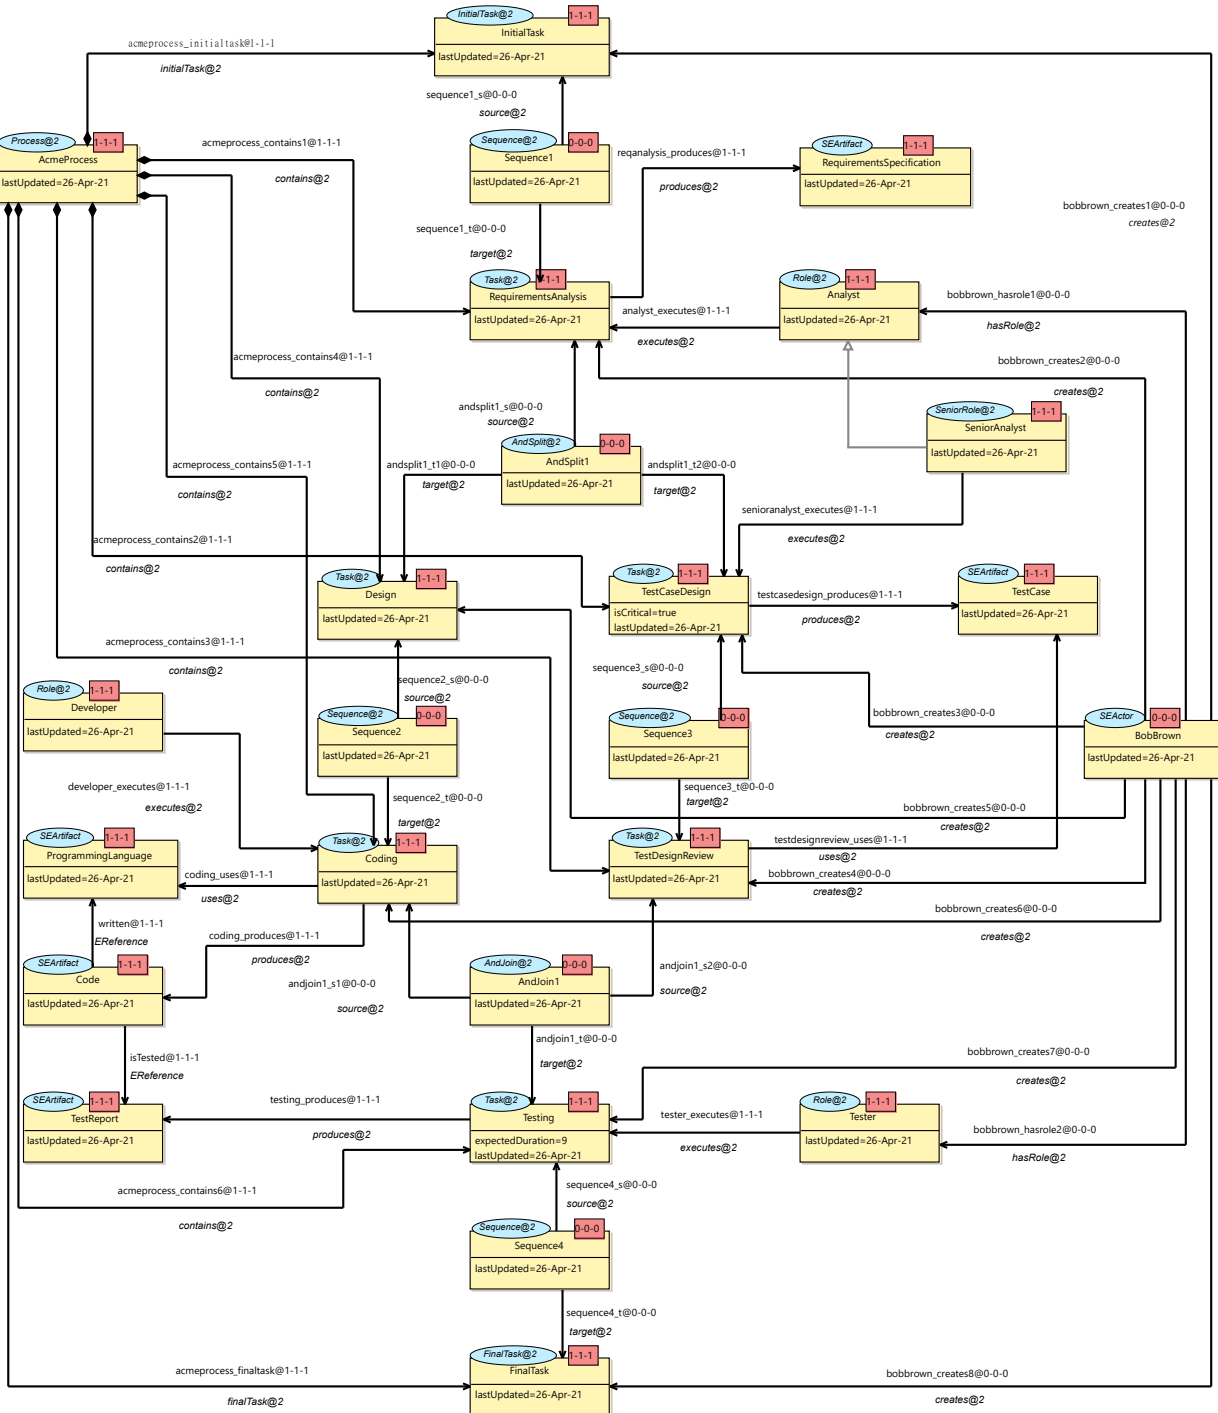 InitialTask@2
1-1-1
InitialTask
lastUpdated=26-Apr-21
acmeprocess_initialtask@1-1-1
initialTask@2
sequence1_s@0-0-0
source@2
Process@2
1-1-1
AcmeProcess
lastUpdated=26-Apr-21
acmeprocess_contains1@1-1-1
contains@2
Sequence@2
0-0-0
Sequence1
lastUpdated=26-Apr-21
reqanalysis_produces@1-1-1
produces@2
SEArtifact
1-1-1
RequirementsSpecification
lastUpdated=26-Apr-21
bobbrown_creates1@0-0-0
creates@2
sequence1_t@0-0-0
target@2
Task@2
1-1-1
RequirementsAnalysis
lastUpdated=26-Apr-21
analyst_executes@1-1-1
executes@2
Role@2
1-1-1
Analyst
lastUpdated=26-Apr-21
bobbrown_hasrole1@0-0-0
hasRole@2
acmeprocess_contains4@1-1-1
contains@2
bobbrown_creates2@0-0-0
creates@2
andsplit1_s@0-0-0
source@2
SeniorRole@2
1-1-1
SeniorAnalyst
lastUpdated=26-Apr-21
AndSplit@2
0-0-0
AndSplit1
lastUpdated=26-Apr-21
acmeprocess_contains5@1-1-1
contains@2
andsplit1_t1@0-0-0
target@2
andsplit1_t2@0-0-0
target@2
senioranalyst_executes@1-1-1
executes@2
acmeprocess_contains2@1-1-1
contains@2
Task@2
1-1-1
Design
lastUpdated=26-Apr-21
Task@2
1-1-1
TestCaseDesign
isCritical=true
lastUpdated=26-Apr-21
testcasedesign_produces@1-1-1
produces@2
SEArtifact
1-1-1
TestCase
lastUpdated=26-Apr-21
acmeprocess_contains3@1-1-1
contains@2
sequence2_s@0-0-0
source@2
sequence3_s@0-0-0
source@2
Role@2
1-1-1
Developer
lastUpdated=26-Apr-21
Sequence@2
0-0-0
Sequence2
lastUpdated=26-Apr-21
Sequence@2
0-0-0
Sequence3
lastUpdated=26-Apr-21
bobbrown_creates3@0-0-0
creates@2
SEActor
0-0-0
BobBrown
lastUpdated=26-Apr-21
developer_executes@1-1-1
executes@2
sequence2_t@0-0-0
target@2
sequence3_t@0-0-0
target@2
bobbrown_creates5@0-0-0
creates@2
SEArtifact
1-1-1
ProgrammingLanguage
lastUpdated=26-Apr-21
Task@2
1-1-1
Coding
lastUpdated=26-Apr-21
Task@2
1-1-1
TestDesignReview
lastUpdated=26-Apr-21
testdesignreview_uses@1-1-1
uses@2
coding_uses@1-1-1
uses@2
bobbrown_creates4@0-0-0
creates@2
written@1-1-1
EReference
coding_produces@1-1-1
produces@2
bobbrown_creates6@0-0-0
creates@2
SEArtifact
1-1-1
Code
lastUpdated=26-Apr-21
andjoin1_s1@0-0-0
source@2
AndJoin@2
0-0-0
AndJoin1
lastUpdated=26-Apr-21
andjoin1_s2@0-0-0
source@2
isTested@1-1-1
EReference
andjoin1_t@0-0-0
target@2
bobbrown_creates7@0-0-0
creates@2
SEArtifact
1-1-1
TestReport
lastUpdated=26-Apr-21
testing_produces@1-1-1
produces@2
Task@2
1-1-1
Testing
expectedDuration=9
lastUpdated=26-Apr-21
tester_executes@1-1-1
executes@2
Role@2
1-1-1
Tester
lastUpdated=26-Apr-21
bobbrown_hasrole2@0-0-0
hasRole@2
acmeprocess_contains6@1-1-1
contains@2
sequence4_s@0-0-0
source@2
Sequence@2
0-0-0
Sequence4
lastUpdated=26-Apr-21
sequence4_t@0-0-0
target@2
acmeprocess_finaltask@1-1-1
finalTask@2
FinalTask@2
1-1-1
FinalTask
lastUpdated=26-Apr-21
bobbrown_creates8@0-0-0
creates@2